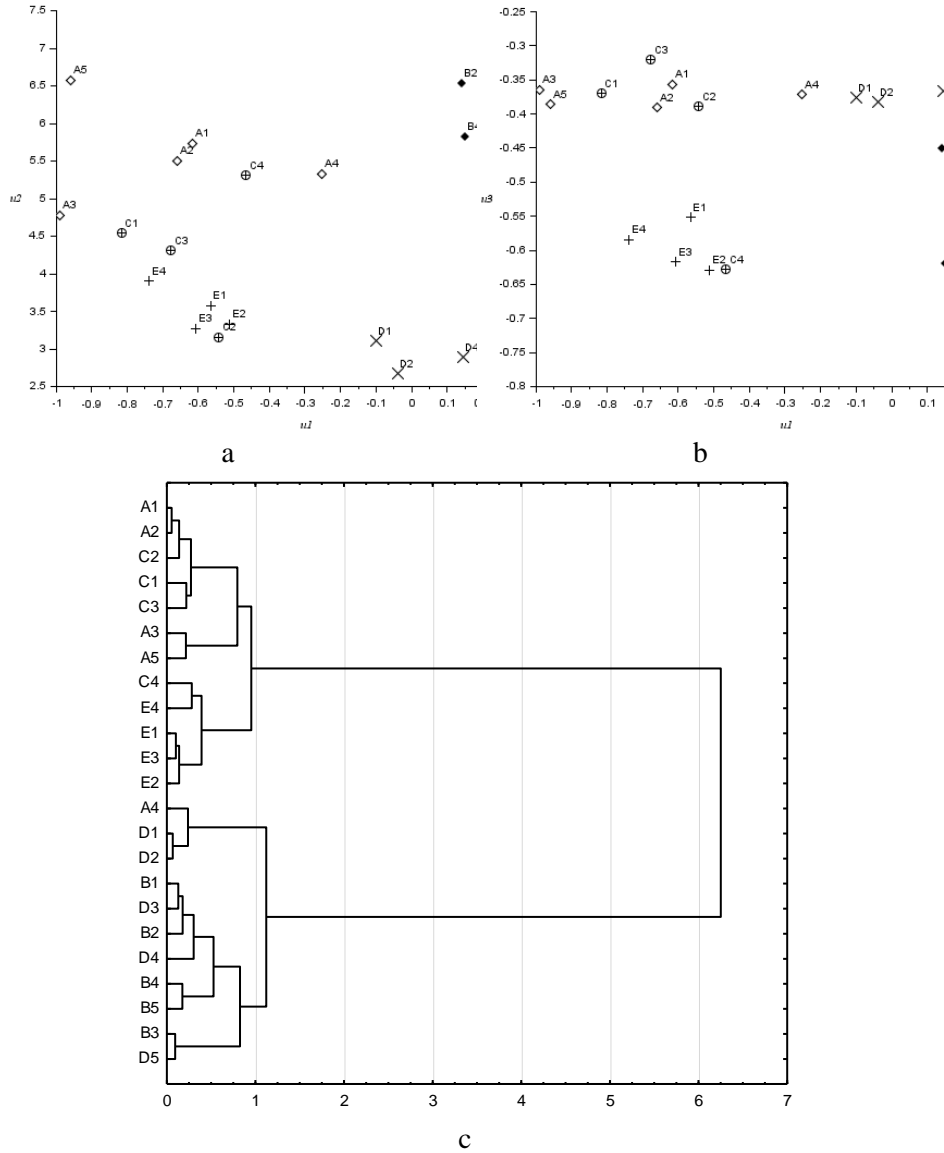 7.5
7
6.5
6
5.5
5
4.5
4
3.5
3
2.5
u2
A5
B2
A1
A2
B4
C4
A4
A3
C1
C3
E4
E1
E2
E3
C2
D1
D2
D4
-1 -0.9 -0.8 -0.7 -0.6 -0.5 -0.4 -0.3 -0.2 -0.1 0 0.1
u1
a
-0.25
-0.3
-0.35
-0.4
-0.45
-0.5
-0.55
-0.6
-0.65
-0.7
-0.75
-0.8
u3
C3
A3
A1
C1
A4
D1
A5
A2
C2
D2
E1
E4
E3
E2
C4
-1 -0.9 -0.8 -0.7 -0.6 -0.5 -0.4 -0.3 -0.2 -0.1 0 0.1
u1
b
A1
A2
C2
C1
C3
A3
A5
C4
E4
E1
E3
E2
A4
D1
D2
B1
D3
B2
D4
B4
B5
B3
D5
0 1 2 3 4 5 6 7
c